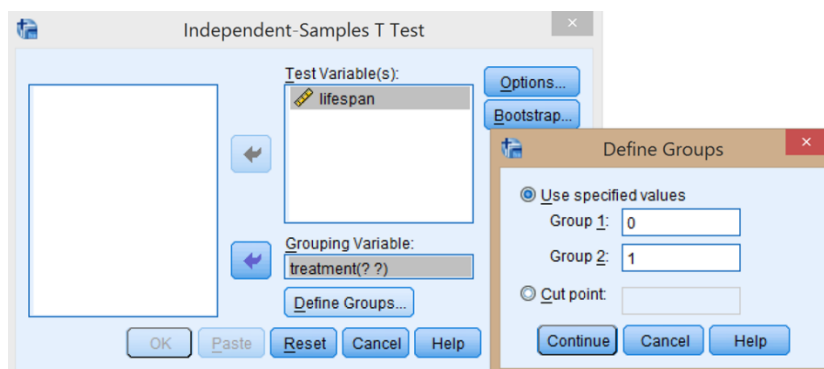 Independent-Samples T Test
Test Variable(s):
lifespan
Options...
Bootstrap...
Grouping Variable:
treatment(? ?)
Define Groups...
OK Paste Reset Cancel Help
Define Groups
Use specified values
Group 1: 0
Group 2: 1
Cut point:
Continue Cancel Help